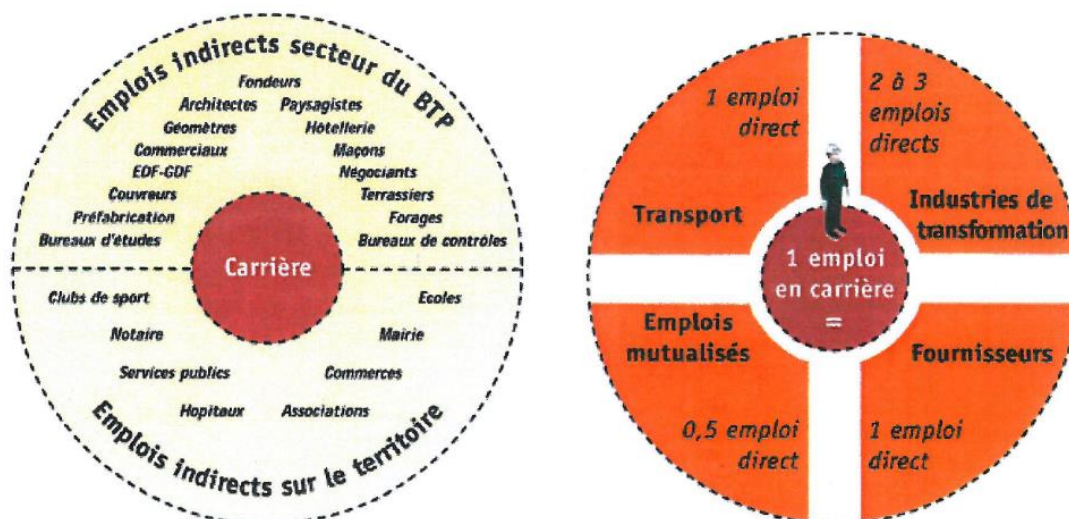 Emplois indirects secteur du BTP
Fondeurs
Architectes Paysagistes
Géomètres Hôtellerie
Commerciaux Maçons
EDF-GDF Négociants
Couvreurs Terrassiers
Préfabrication Forages
Bureaux d'études Bureaux de contrôles
Carrière
Clubs de sport Ecoles
Notaire Mairie
Services publics Commerces
Hopitaux Associations
Emplois indirects sur le territoire
1 emploi
direct
Transport
2 à 3
emplois
directs
Industries de
transformation
1 emploi
en carrière
=
Emplois
mutualisés
0,5 emploi
direct
Fournisseurs
1 emploi
direct